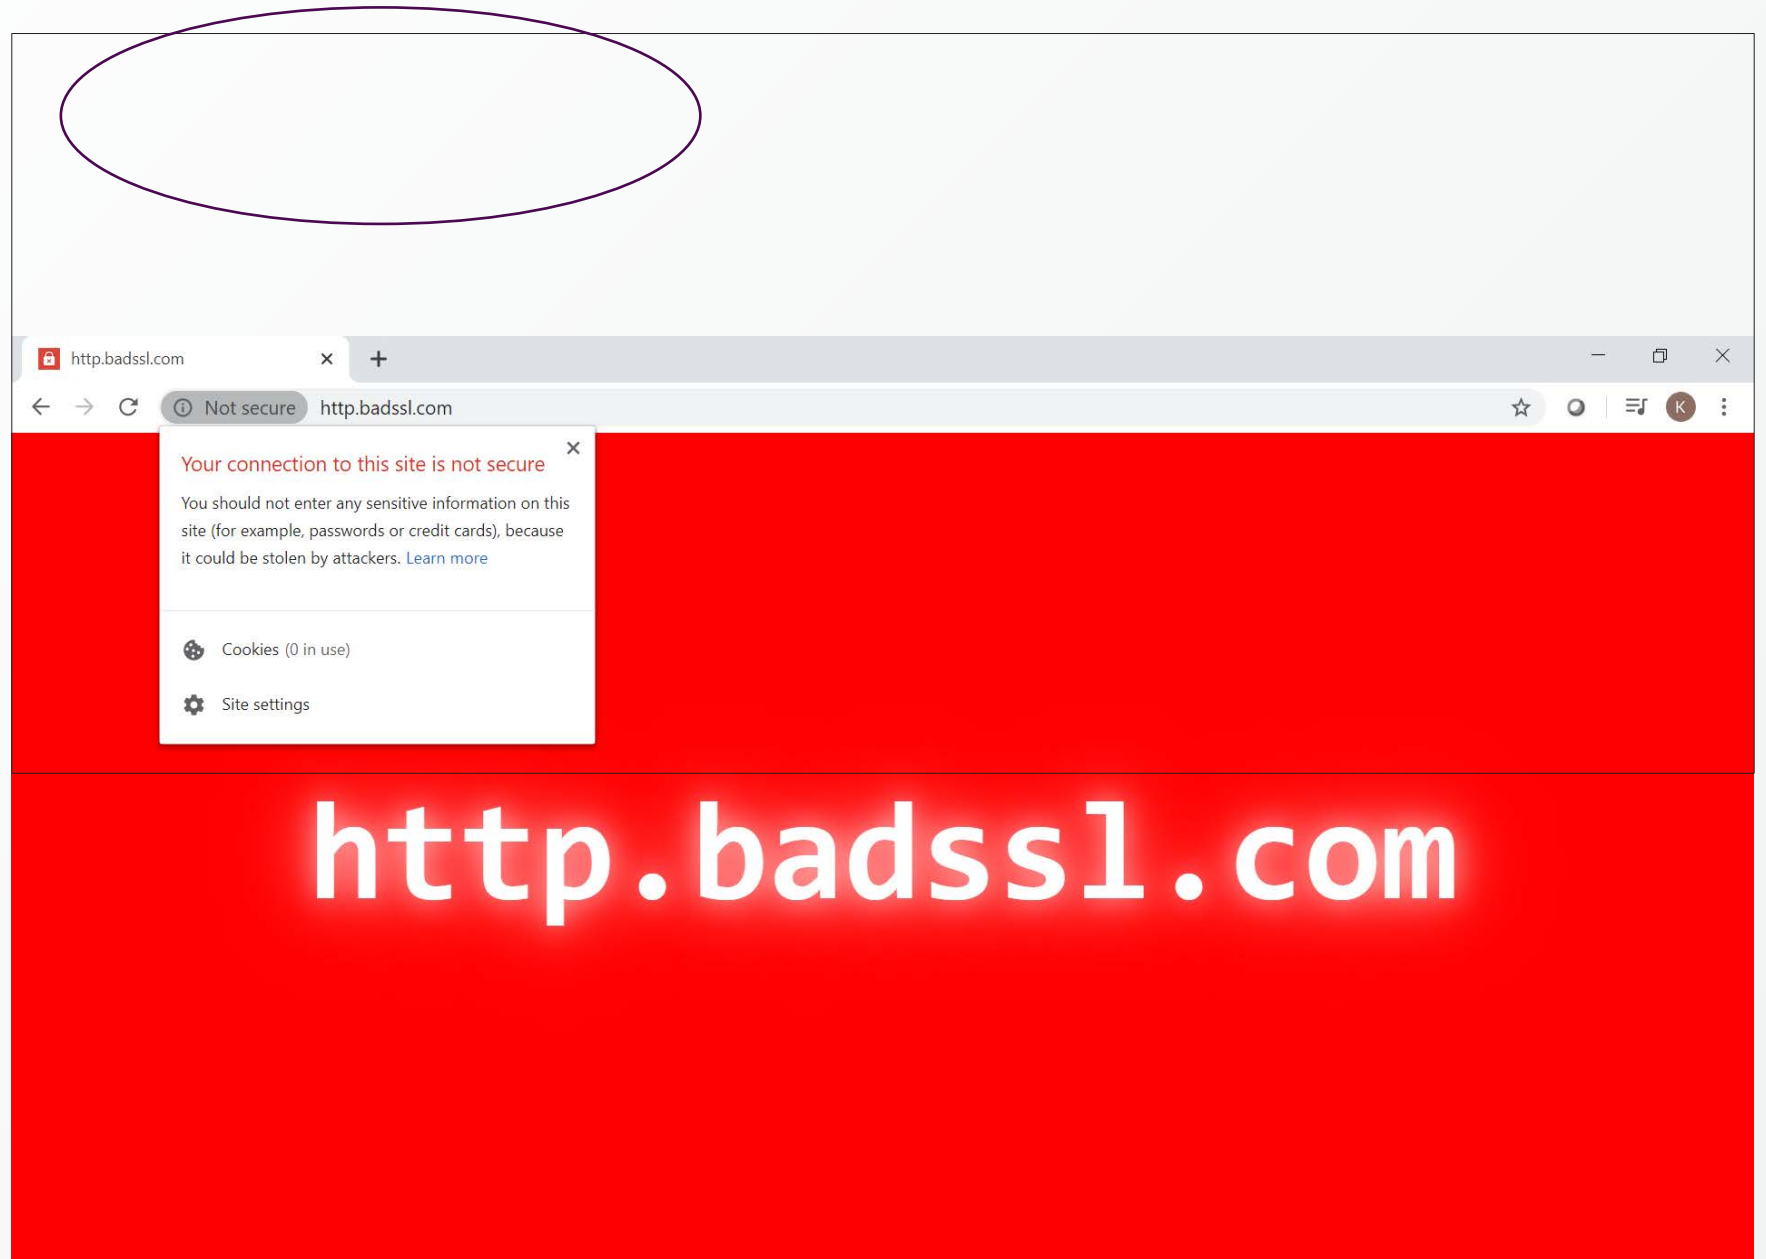 http.badssl.com
Not secure http.badssl.com
K
Your connection to this site is not secure
You should not enter any sensitive information on this
site (for example, passwords or credit cards), because
it could be stolen by attackers. Learn more
Cookies (0 in use)
Site settings
http.badssl.com